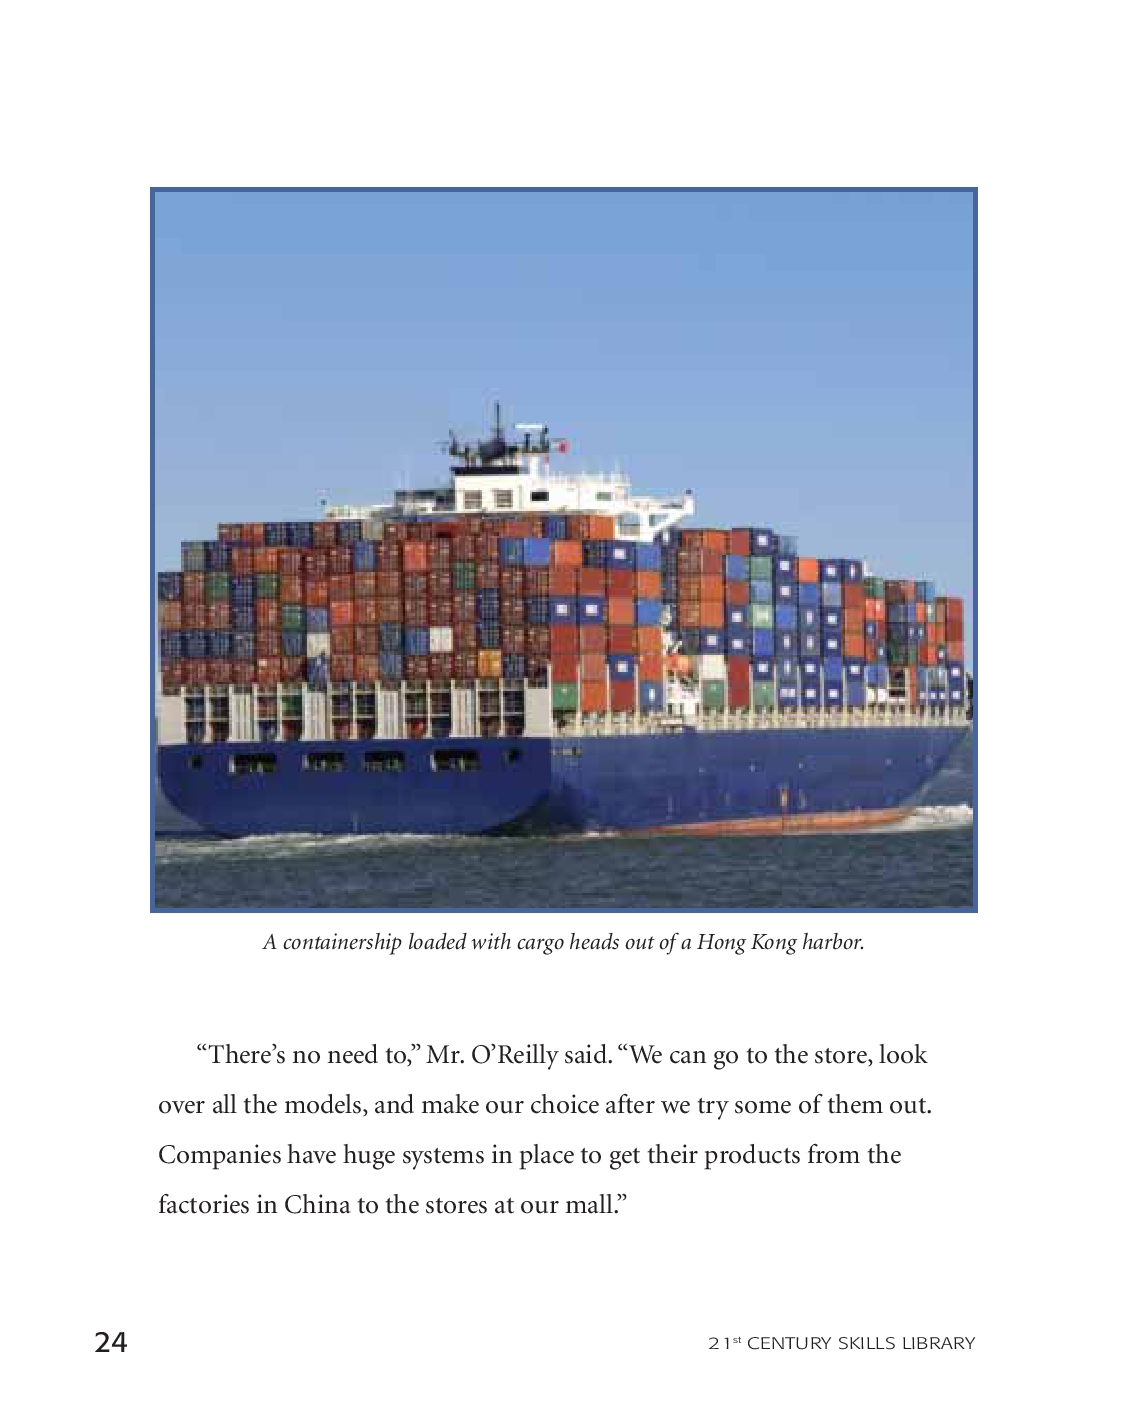 A containership loaded with cargo heads out of a Hong Kong harbor.
“There’s no need to,” Mr. O’Reilly said. “We can go to the store, look
over all the models, and make our choice after we try some of them out.
Companies have huge systems in place to get their products from the
factories in China to the stores at our mall.”
24
21st CENTURY SKILLS LIBRARY